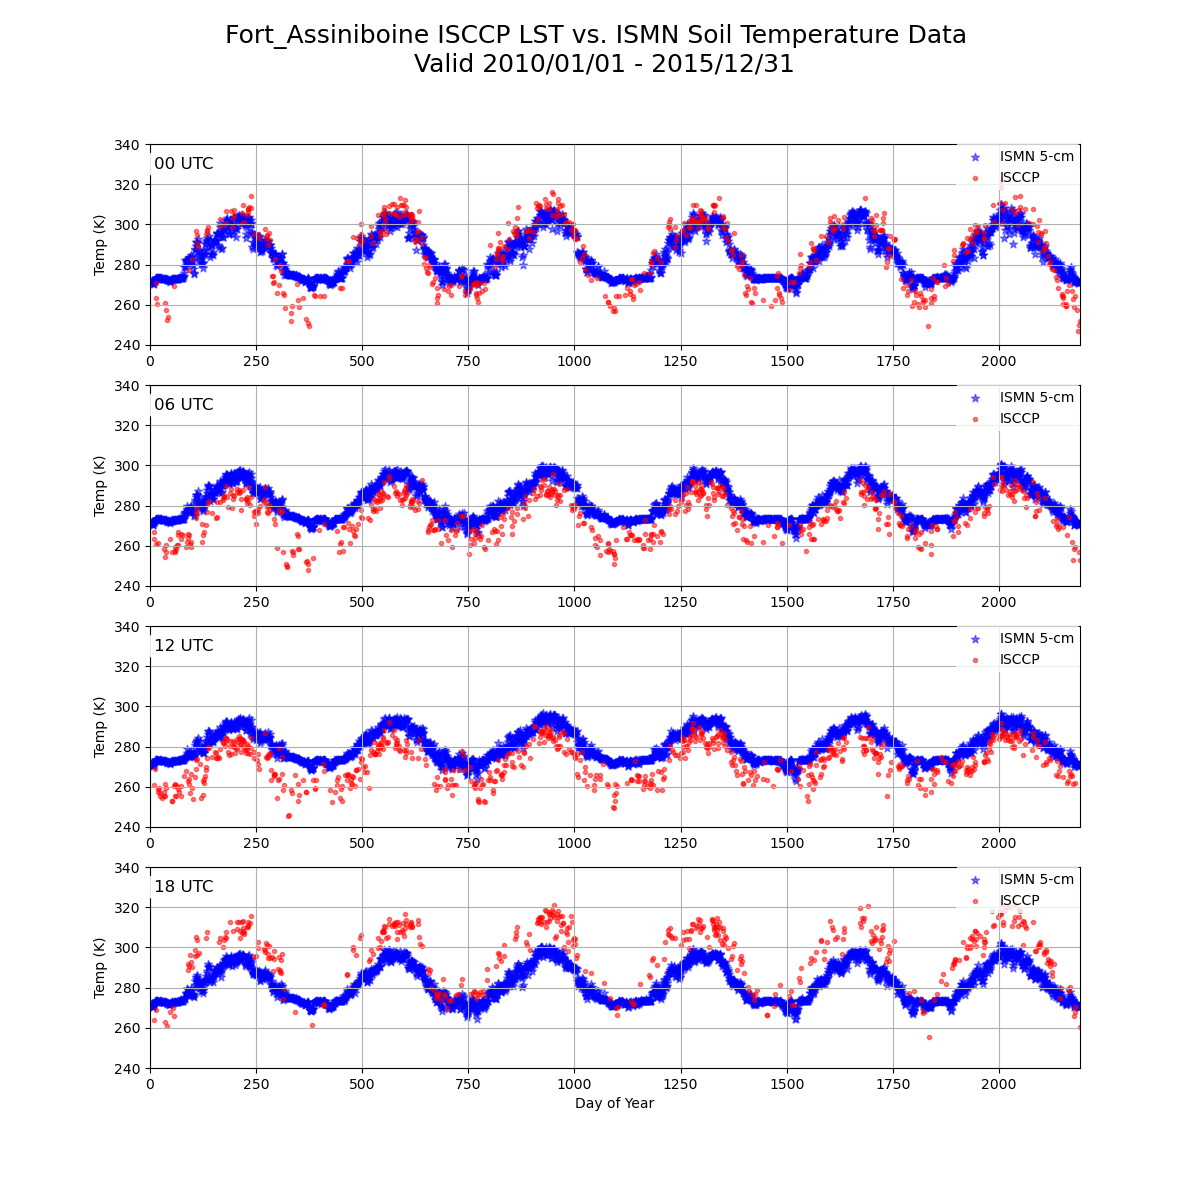 Fort_Assiniboine ISCCP LST vs. ISMN Soil Temperature Data
Valid 2010/01/01 - 2015/12/31
340
320
300
280
260
240
Temp (K)
00 UTC
ISMN 5-cm
ISCCP
0 250 500 750 1000 1250 1500 1750 2000
340
320
300
280
260
240
Temp (K)
06 UTC
ISMN 5-cm
ISCCP
0 250 500 750 1000 1250 1500 1750 2000
340
320
300
280
260
240
Temp (K)
12 UTC
ISMN 5-cm
ISCCP
0 250 500 750 1000 1250 1500 1750 2000
340
320
300
280
260
240
Temp (K)
18 UTC
ISMN 5-cm
ISCCP
0 250 500 750 1000 1250 1500 1750 2000
Day of Year